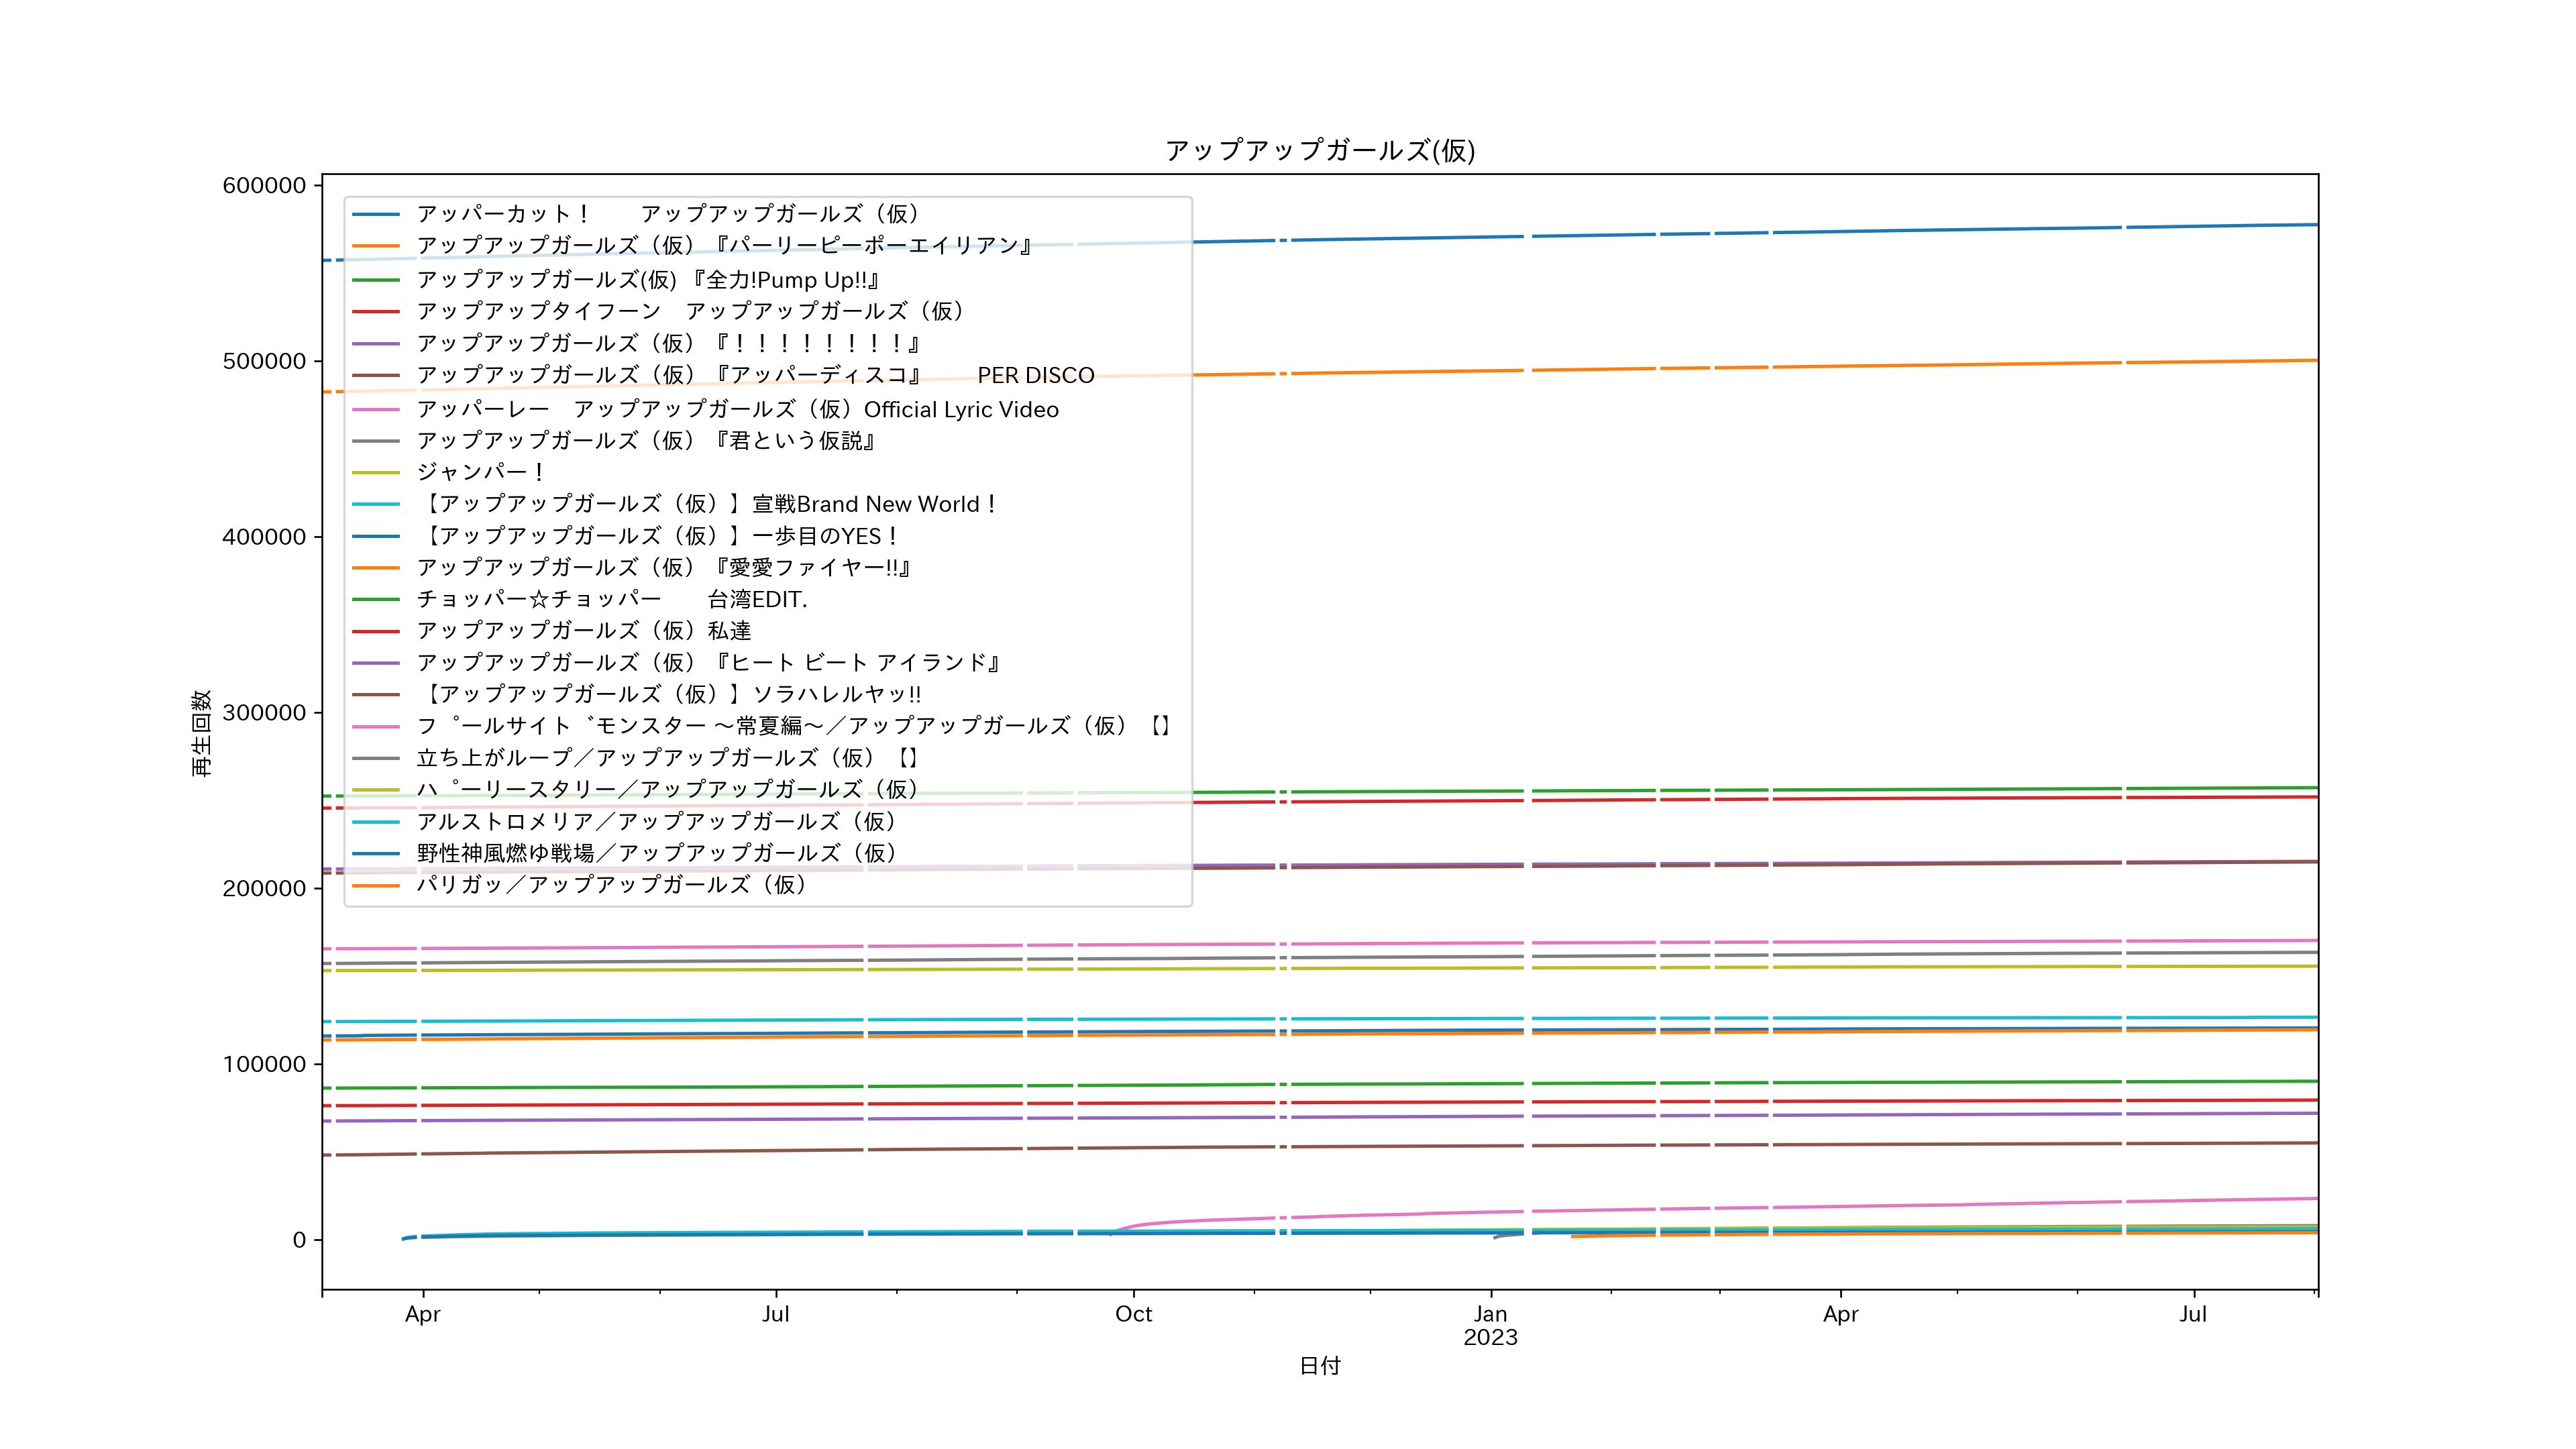 アップアップガールズ(仮)
600000
500000
400000
300000
200000
100000
0
再生回数
アッパーカット！　　アップアップガールズ（仮）
アップアップガールズ（仮）『パーリーピーポーエイリアン』
アップアップガールズ(仮) 『全力!Pump Up!!』
アップアップタイフーン　アップアップガールズ（仮）
アップアップガールズ（仮）『！！！！！！！！』
アップアップガールズ（仮）『アッパーディスコ』　　PER DISCO
アッパーレー　アップアップガールズ（仮）Official Lyric Video
アップアップガールズ（仮）『君という仮説』
ジャンパー！
【アップアップガールズ（仮）】宣戦Brand New World！
【アップアップガールズ（仮）】一歩目のYES！
アップアップガールズ（仮）『愛愛ファイヤー!!』
チョッパー☆チョッパー　　台湾EDIT.
アップアップガールズ（仮）私達
アップアップガールズ（仮）『ヒート ビート アイランド』
【アップアップガールズ（仮）】ソラハレルヤッ!!
フ゜ールサイト゛モンスター 〜常夏編〜／アップアップガールズ（仮）【】
立ち上がループ／アップアップガールズ（仮）【】
ハ゜ーリースタリー／アップアップガールズ（仮）
アルストロメリア／アップアップガールズ（仮）
野性神風燃ゆ戦場／アップアップガールズ（仮）
パリガッ／アップアップガールズ（仮）
Apr
Jul
Oct
Jan
2023
Apr
Jul
日付